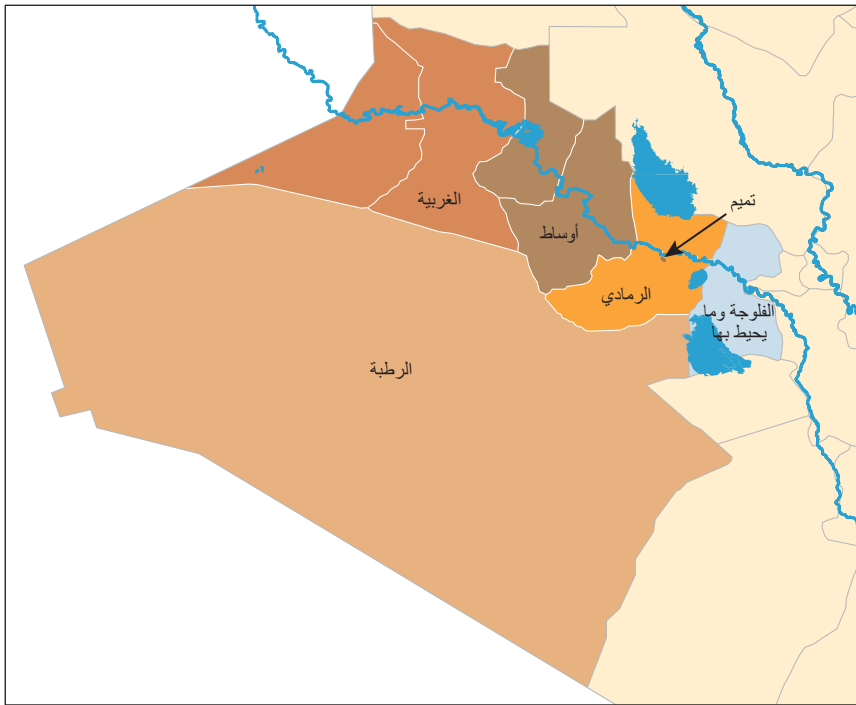 تميم
الغربية
أوساط
الرمادي
الفلوجة وما
يحيط بها
الرطبة